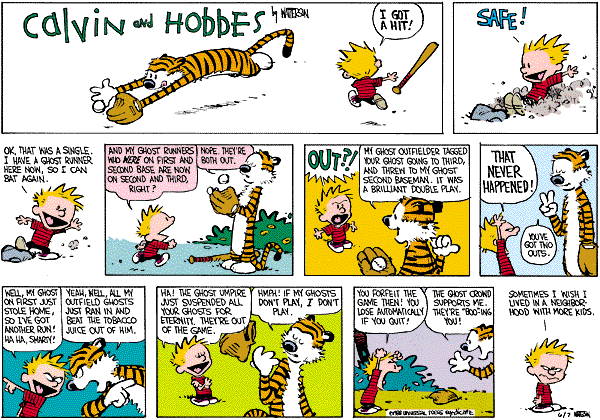 Calvin and Hobbes
by WATTERSON
I GOT
A HIT!
SAFE!
OK, THAT WAS A SINGLE.
I HAVE A GHOST RUNNER
HERE NOW, SO I CAN
BAT AGAIN.
AND MY GHOST RUNNERS
WHO WERE ON FIRST AND
SECOND BASE ARE NOW
ON SECOND AND THIRD,
RIGHT?
NOPE. THEY'RE
BOTH OUT.
OUT?!
MY GHOST OUTFIELDER TAGGED
YOUR GHOST GOING TO THIRD,
AND THREW TO MY GHOST
SECOND BASEMAN. IT WAS
A BRILLIANT DOUBLE PLAY.
THAT
NEVER
HAPPENED!
YOU'VE
GOT TWO
OUTS.
WELL, MY GHOST
ON FIRST JUST
STOLE HOME,
SO I'VE GOT
ANOTHER RUN!
HA HA, SMARTY!
YEAH, WELL, ALL MY
OUTFIELD GHOSTS
JUST RAN IN AND
BEAT THE TOBACCO
JUICE OUT OF HIM.
HA! THE GHOST UMPIRE
JUST SUSPENDED ALL
YOUR GHOSTS FOR
ETERNITY. THEY'RE OUT
OF THE GAME.
HMPH! IF MY GHOSTS
DON'T PLAY, I DON'T
PLAY.
YOU FORFEIT THE
GAME THEN! YOU
LOSE AUTOMATICALLY
IF YOU QUIT!
THE GHOST CROWD
SUPPORTS ME.
THEY'RE "BOO"-ING
YOU!
UNIVERSAL PRESS SYNDICATE
SOMETIMES I WISH I
LIVED IN A NEIGHBOR-
HOOD WITH MORE KIDS.
6/7 WATTERSON